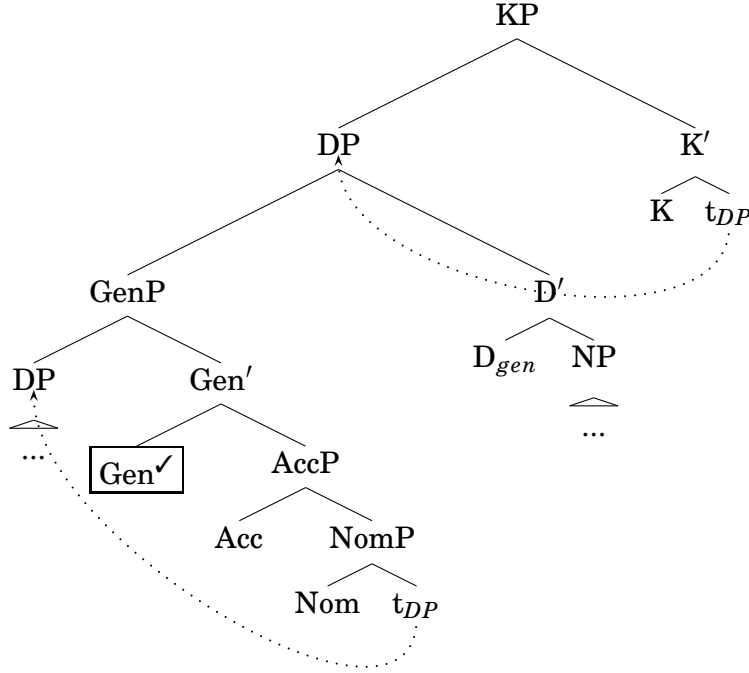 KP
DP K′
K t_DP
GenP D′
DP Gen′ D_gen NP
... Gen✓ AccP ...
Acc NomP
Nom t_DP